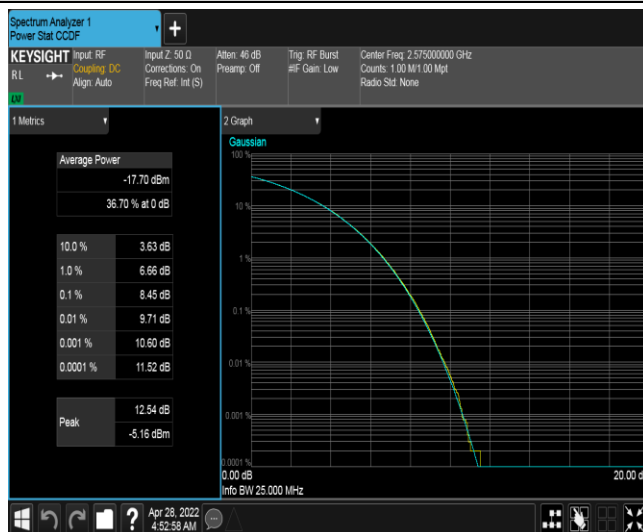 Spectrum Analyzer 1
Power Stat CCDF
+
KEYSIGHT
RL
LNI
Input: RF
Coupling: DC
Align: Auto
Input Z: 50 Ω
Corrections: On
Freq Ref: Int (S)
Atten: 46 dB
Preamp: Off
Trig: RF Burst
#IF Gain: Low
Center Freq: 2.575000000 GHz
Counts: 1.00 M/1.00 Mpt
Radio Std: None
1 Metrics
Average Power
-17.70 dBm
36.70 % at 0 dB
10.0 % 3.63 dB
1.0 % 6.66 dB
0.1 % 8.45 dB
0.01 % 9.71 dB
0.001 % 10.60 dB
0.0001 % 11.52 dB
Peak
12.54 dB
-5.16 dBm
2 Graph
Gaussian
100 %
10 %
1 %
0.1 %
0.01 %
0.001 %
0.0001 %
0.00 dB 20.00 d
Info BW 25.000 MHz
?
Apr 28, 2022
4:52:58 AM